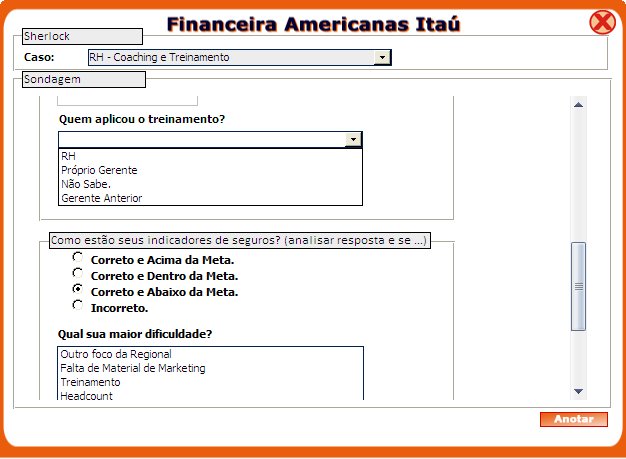 Financeira Americanas Itaú
Sherlock
Caso: RH - Coaching e Treinamento
Sondagem
Quem aplicou o treinamento?
RH
Próprio Gerente
Não Sabe.
Gerente Anterior
Como estão seus indicadores de seguros? (analisar resposta e se ...)
Correto e Acima da Meta.
Correto e Dentro da Meta.
Correto e Abaixo da Meta.
Incorreto.
Qual sua maior dificuldade?
Outro foco da Regional
Falta de Material de Marketing
Treinamento
Headcount
Anotar